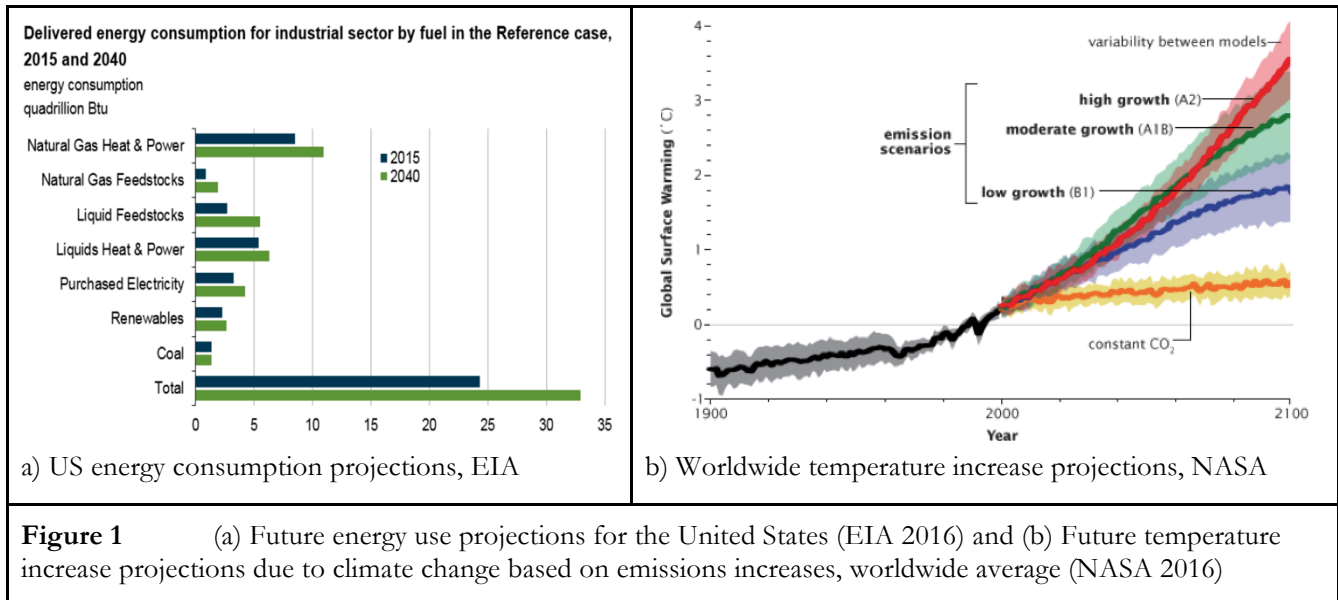 Delivered energy consumption for industrial sector by fuel in the Reference case,
2015 and 2040
energy consumption
quadrillion Btu
Natural Gas Heat & Power
Natural Gas Feedstocks
Liquid Feedstocks
Liquids Heat & Power
Purchased Electricity
Renewables
Coal
Total
2015
2040
0 5 10 15 20 25 30 35
a) US energy consumption projections, EIA
4
3
2
1
0
-1
Global Surface Warming (°C)
variability between models
high growth (A2)
emission
scenarios
moderate growth (A1B)
low growth (B1)
constant CO₂
1900 2000 2100
Year
b) Worldwide temperature increase projections, NASA
Figure 1 (a) Future energy use projections for the United States (EIA 2016) and (b) Future temperature
increase projections due to climate change based on emissions increases, worldwide average (NASA 2016)